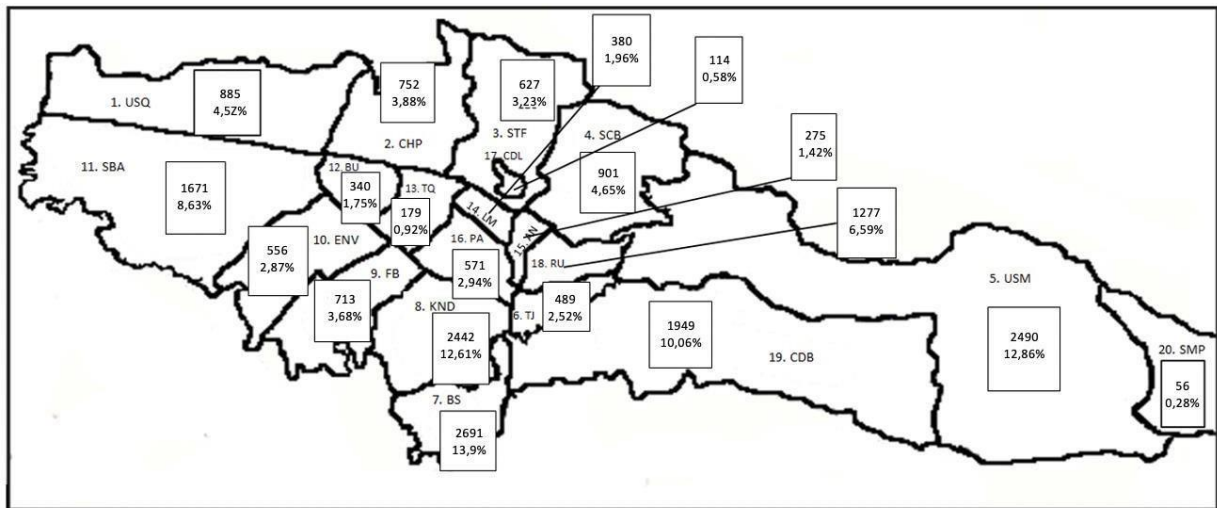 380
1,96%
114
0,58%
752
3,88%
627
3,23%
885
4,5Z%
1. USQ
2. CHP
3. STF
4. SCB
275
1,42%
17. CDL
11. SBA
12. BU
901
4,65%
1671
8,63%
340
1,75%
13. TQ
14. LM
179
0,92%
1277
6,59%
10. ENV
16. PA
15. AN
556
2,87%
571
2,94%
18. RU
9. FB
5. USM
713
3,68%
8. KND
489
2,52%
6. TJ
2442
12,61%
1949
10,06%
19. CDB
2490
12,86%
20. SMP
56
0,28%
7. BS
2691
13,9%